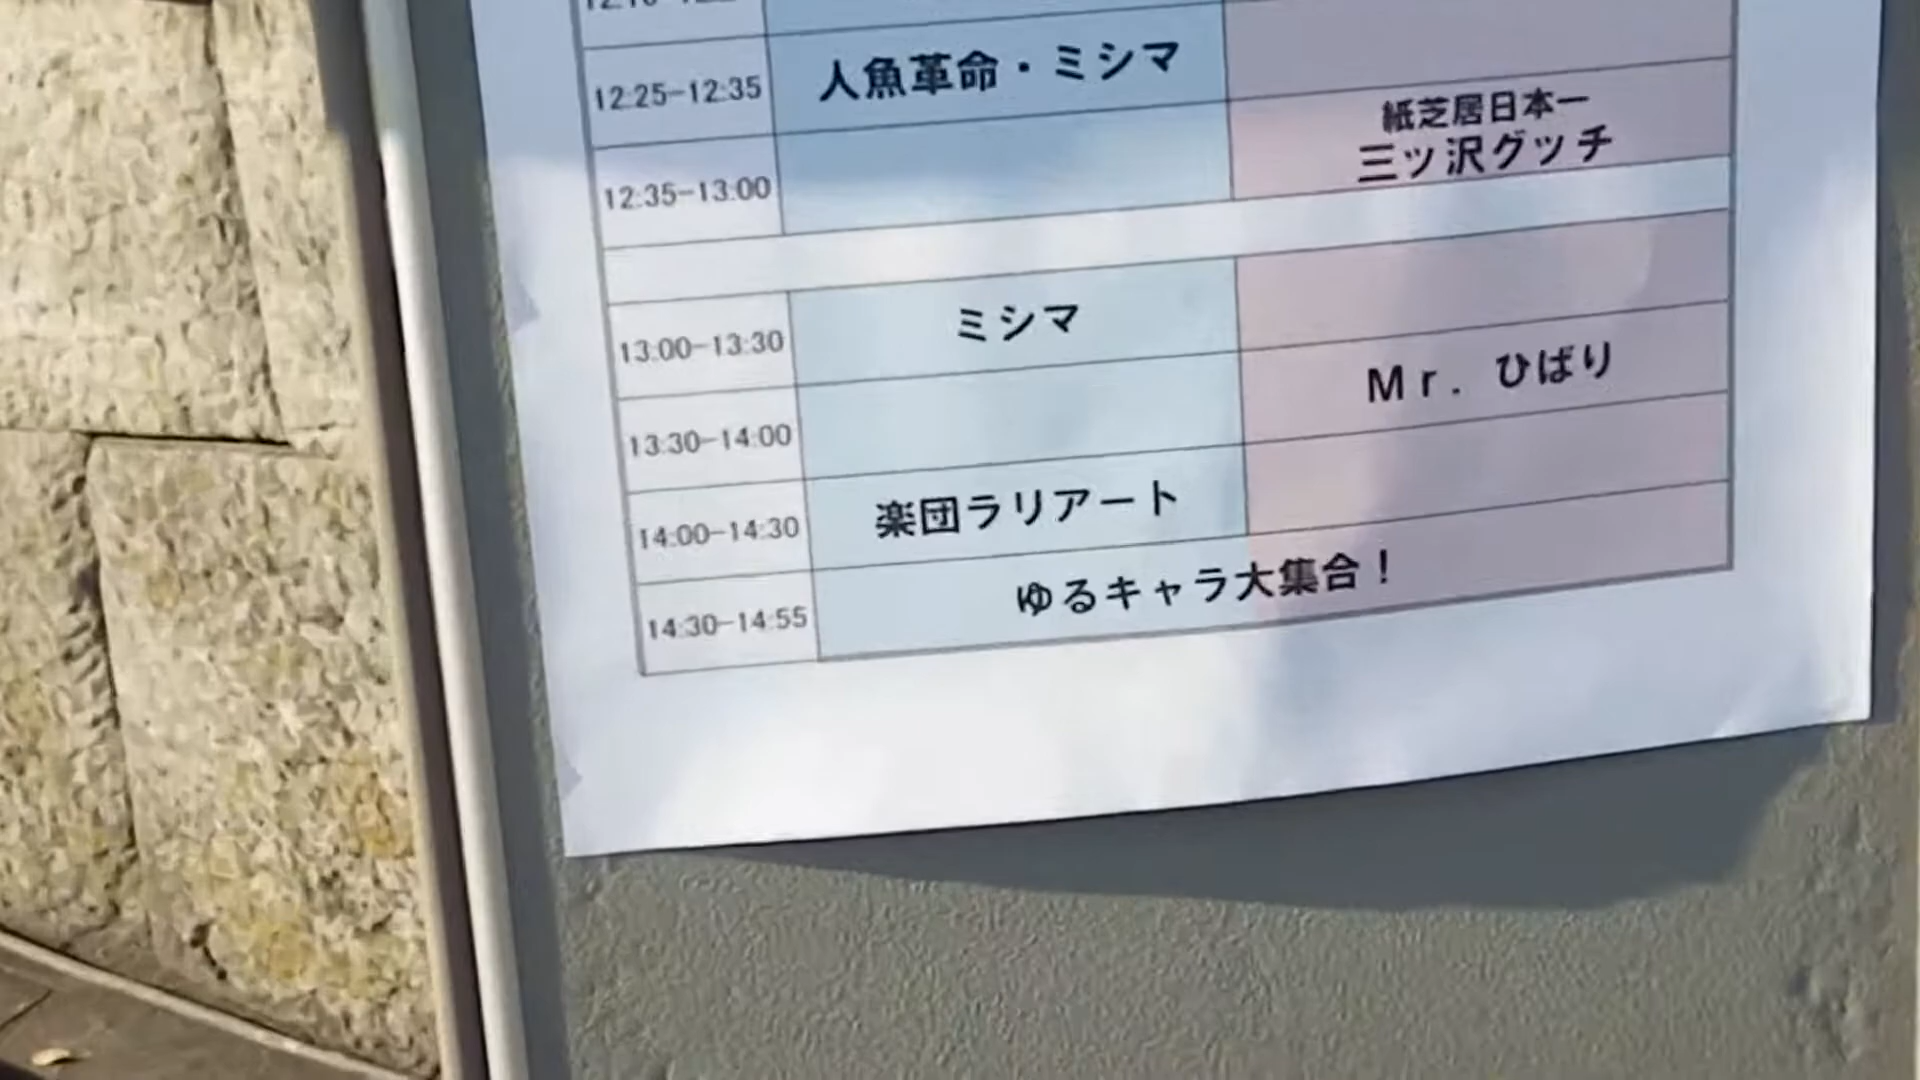 12:25-12:35 人魚革命・ミシマ
紙芝居日本一
三ツ沢グッチ
12:35-13:00
13:00-13:30 ミシマ
13:30-14:00 Mr. ひばり
14:00-14:30 楽団ラリアート
14:30-14:55 ゆるキャラ大集合！